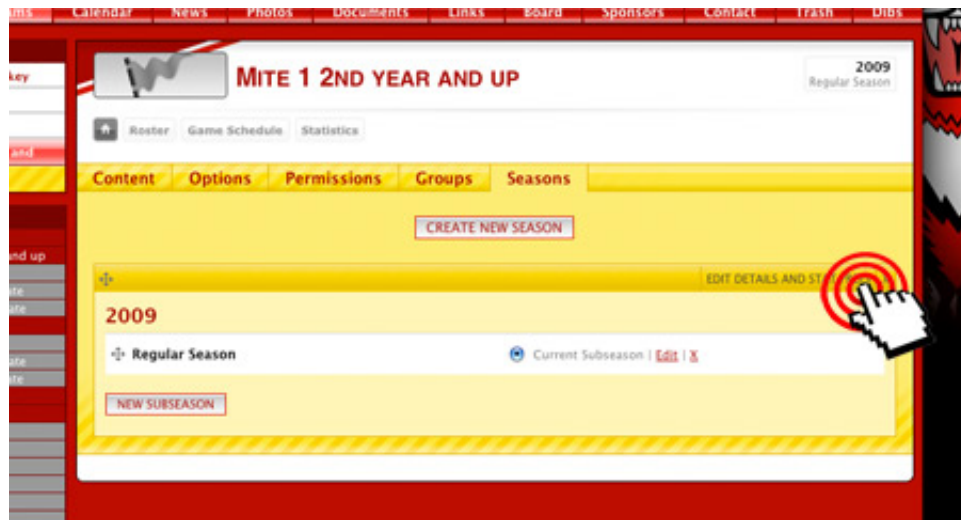 Calendar News Photos Documents Links Board Sponsors Contact Trash Dibs
MITE 1 2ND YEAR AND UP
2009
Regular Season
Roster Game Schedule Statistics
Content Options Permissions Groups Seasons
CREATE NEW SEASON
and up
EDIT DETAILS AND
2009
Regular Season
Current Subseason | Edit | X
NEW SUBSEASON